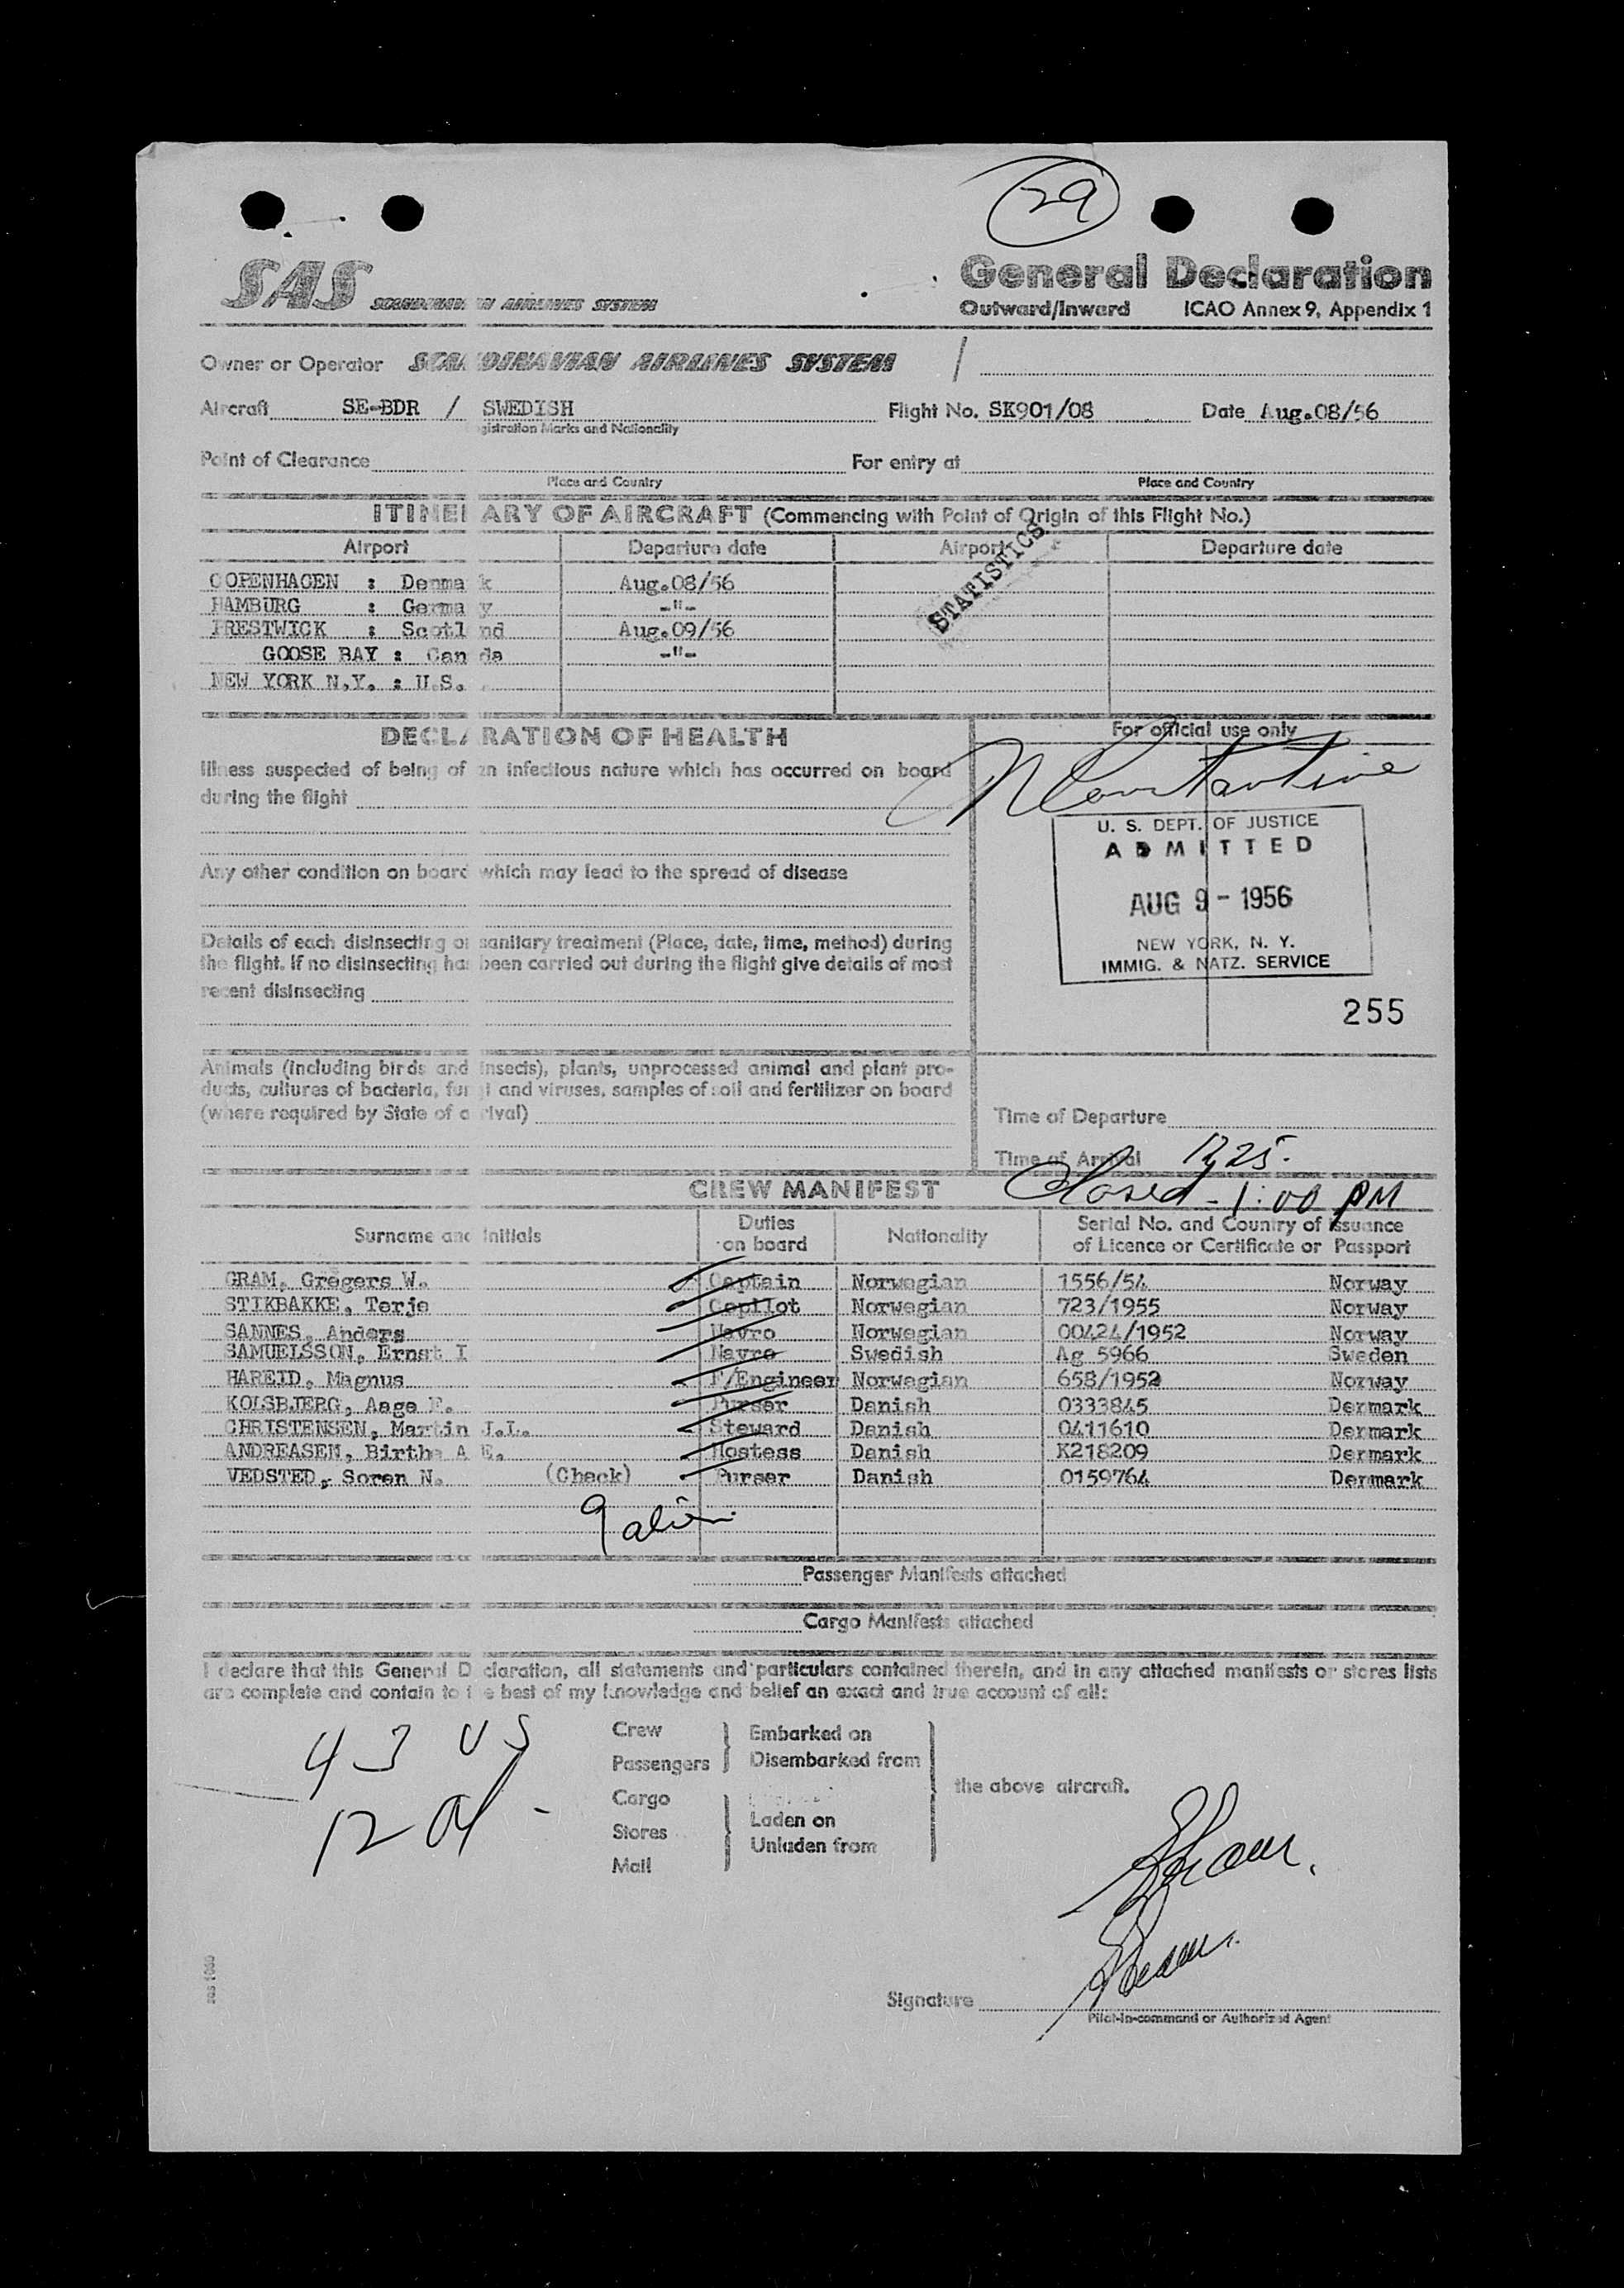 29
SAS SCANDINAVIAN AIRLINES SYSTEM
General Declaration
Outward/Inward ICAO Annex 9, Appendix 1
Owner or Operator SCANDINAVIAN AIRLINES SYSTEM /
Aircraft SE-BDR / SWEDISH Flight No. SK901/08 Date Aug.08/56
gistration Marks and Nationality
Point of Clearance For entry at
Place and Country Place and Country
ITINERARY OF AIRCRAFT (Commencing with Point of Origin of this Flight No.)
Airport Departure date Airport Departure date
STATISTICS
COPENHAGEN : Denma k Aug.08/56
HAMBURG : Germa y -"-
PRESTWICK : Scotl nd Aug.09/56
GOOSE BAY : Can da -"-
NEW YORK N.Y. : U.S. .
DECLARATION OF HEALTH
For official use only
Illness suspected of being of an infectious nature which has occurred on board
during the flight
Any other condition on board which may lead to the spread of disease
Details of each disinsecting or sanitary treatment (Place, date, time, method) during
the flight. If no disinsecting has been carried out during the flight give details of most
recent disinsecting
N Constantine
U. S. DEPT. OF JUSTICE
ADMITTED
AUG 9 - 1956
NEW YORK, N. Y.
IMMIG. & NATZ. SERVICE
255
Animals (including birds and insects), plants, unprocessed animal and plant pro-
ducts, cultures of bacteria, fungi and viruses, samples of soil and fertilizer on board
(where required by State of arrival)
Time of Departure
Time of Arrival 1225.
Closed - 1:00 PM
CREW MANIFEST
Surname and Initials Duties on board Nationality Serial No. and Country of Issuance of Licence or Certificate or Passport
GRAM, Gregers W. Captain Norwegian 1556/54 Norway
STIKBAKKE, Terje Copilot Norwegian 723/1955 Norway
SANNES, Anders Navro Norwegian 00424/1952 Norway
SAMUELSSON, Ernst I Navro Swedish Ag 5966 Sweden
HAREID, Magnus F/Engineer Norwegian 658/1952 Norway
KOLSBJERG, Aage F. Purser Danish 0333845 Denmark
CHRISTENSEN, Martin J.L. Steward Danish 0411610 Denmark
ANDREASEN, Birthe A E. Hostess Danish K218209 Denmark
VEDSTED, Soren N. (Check) Purser Danish 0159764 Denmark
9 alien
Passenger Manifests attached
Cargo Manifests attached
I declare that this General Declaration, all statements and particulars contained therein, and in any attached manifests or stores lists
are complete and contain to the best of my knowledge and belief an exact and true account of all:
43 US
12 Al -
Crew
Passengers
Embarked on
Disembarked from
Cargo
Stores
Mail
Laden on
Unladen from
the above aircraft.
Signature
Pilot-in-command or Authorized Agent